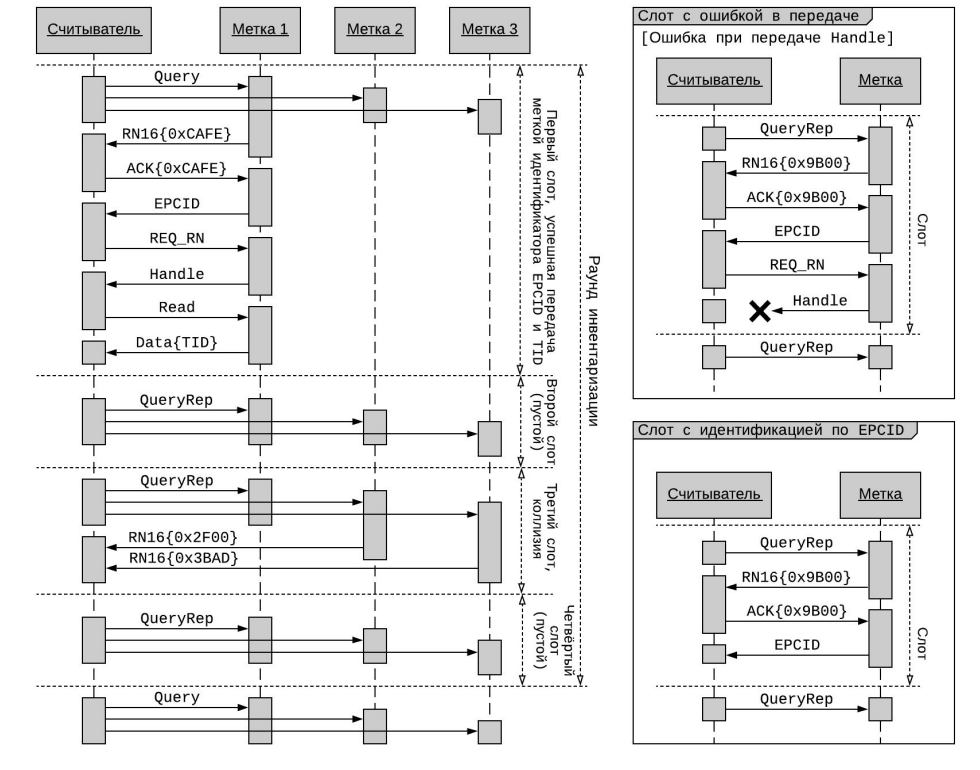 Считыватель
Метка 1
Метка 2
Метка 3
Query
RN16{0xCAFE}
ACK{0xCAFE}
EPCID
REQ_RN
Handle
Read
Data{TID}
Первый слот, успешная передача
меткой идентификатора EPCID и TID
QueryRep
Второй слот
(пустой)
QueryRep
RN16{0x2F00}
RN16{0x3BAD}
Третий слот,
коллизия
QueryRep
Четвёртый
слот
(пустой)
Раунд инвентаризации
Query
Слот с ошибкой в передаче
[Ошибка при передаче Handle]
Считыватель
Метка
QueryRep
RN16{0x9B00}
ACK{0x9B00}
EPCID
REQ_RN
Handle
Слот
QueryRep
Слот с идентификацией по EPCID
Считыватель
Метка
QueryRep
RN16{0x9B00}
ACK{0x9B00}
EPCID
Слот
QueryRep